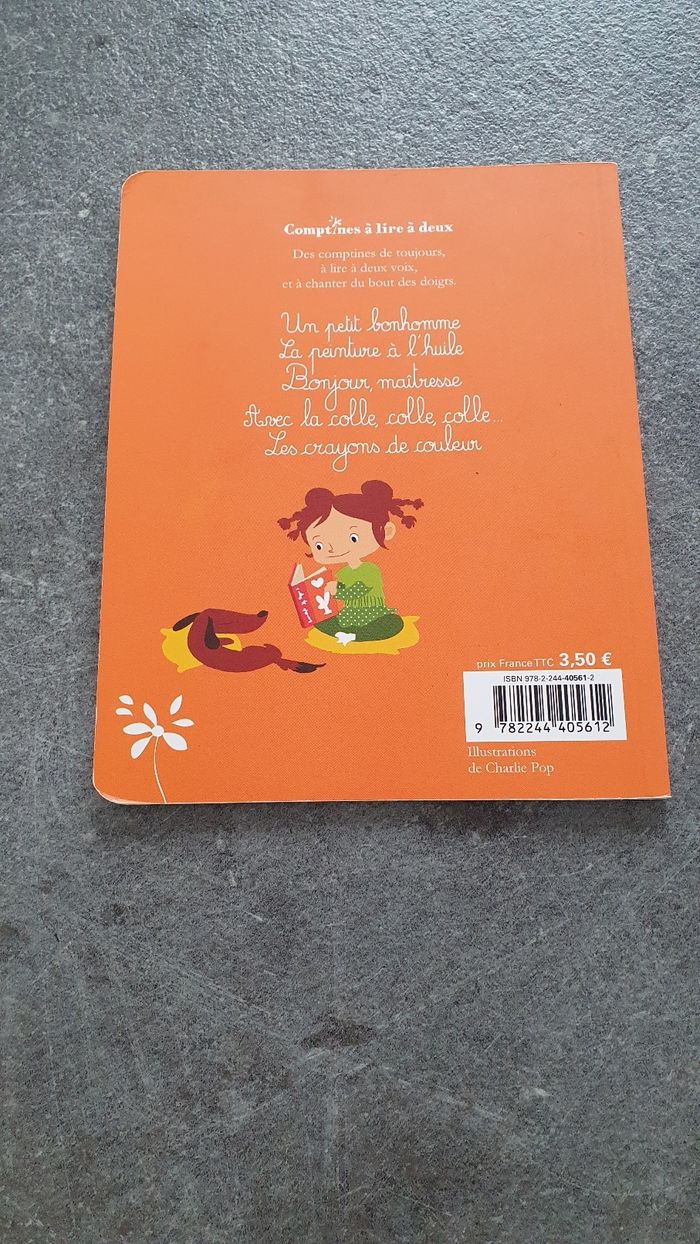 Comptines à lire à deux
Des comptines de toujours,
à lire à deux voix,
et à chanter du bout des doigts.
Un petit bonhomme
La peinture à l'huile
Bonjour, maîtresse
Avec la colle, colle, colle...
Les crayons de couleur
prix France TTC 3,50 €
ISBN 978-2-244-40561-2
9 782244 405612
Illustrations
de Charlie Pop